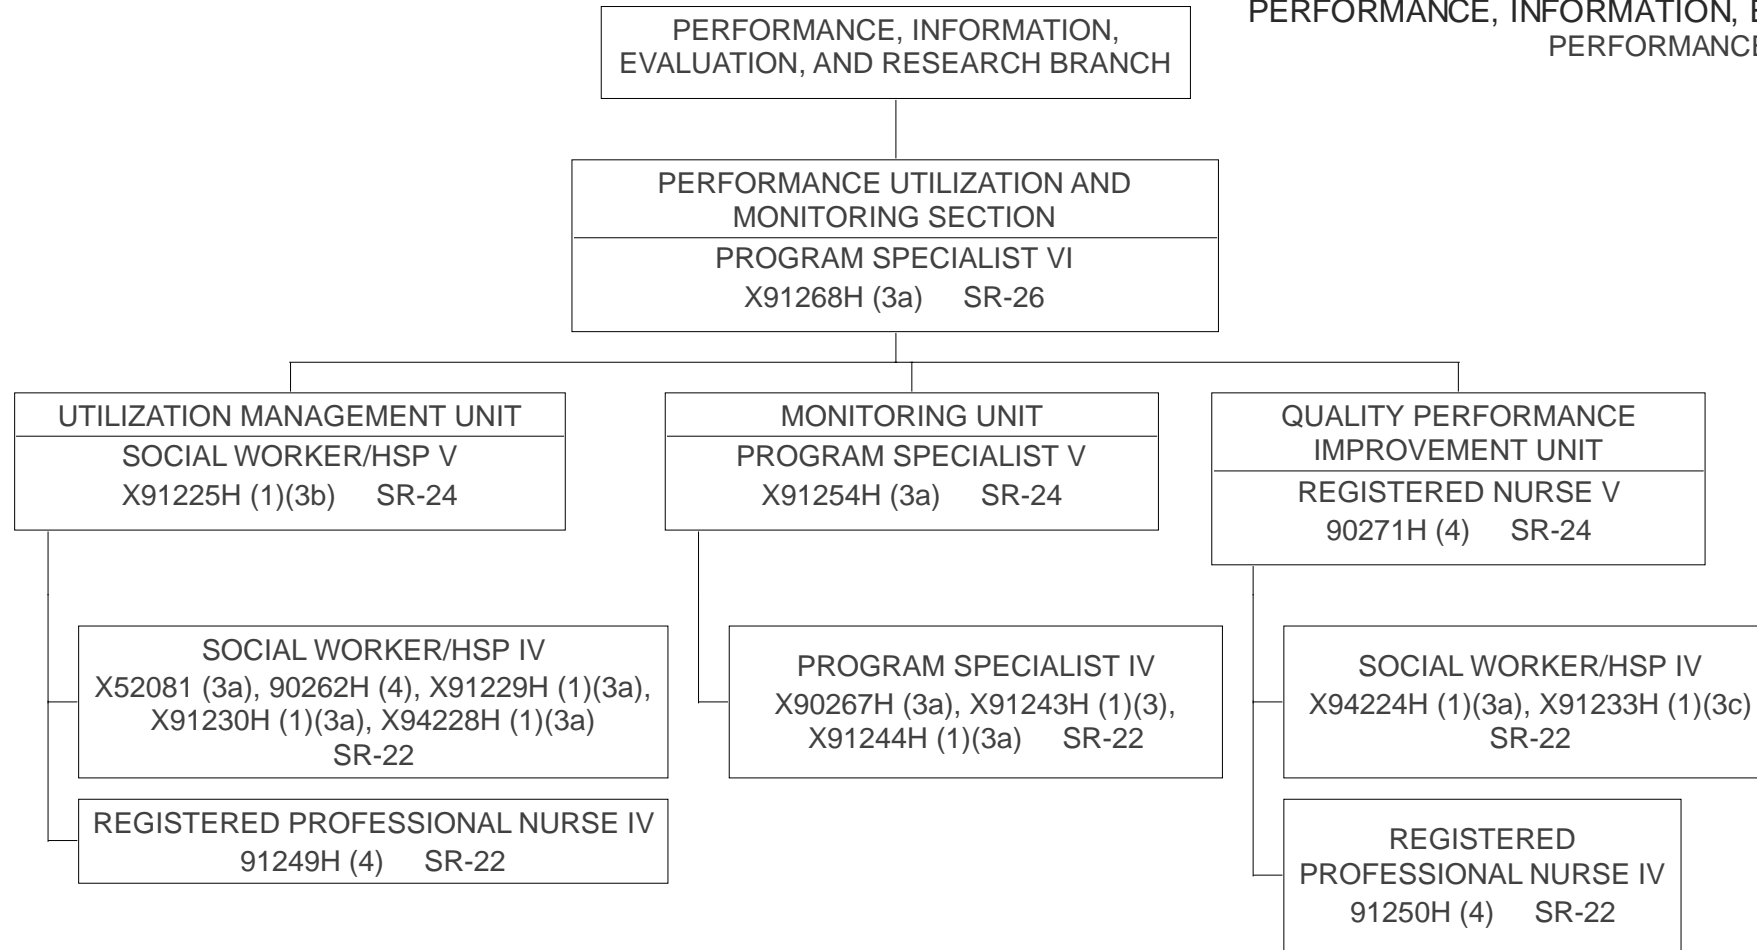 PERFORMANCE, INFORMATION,
PERFORMANCE
PERFORMANCE, INFORMATION,
EVALUATION, AND RESEARCH BRANCH
PERFORMANCE UTILIZATION AND
MONITORING SECTION
PROGRAM SPECIALIST VI
X91268H (3a) SR-26
UTILIZATION MANAGEMENT UNIT
SOCIAL WORKER/HSP V
X91225H (1)(3b) SR-24
MONITORING UNIT
PROGRAM SPECIALIST V
X91254H (3a) SR-24
QUALITY PERFORMANCE
IMPROVEMENT UNIT
REGISTERED NURSE V
90271H (4) SR-24
SOCIAL WORKER/HSP IV
X52081 (3a), 90262H (4), X91229H (1)(3a),
X91230H (1)(3a), X94228H (1)(3a)
SR-22
PROGRAM SPECIALIST IV
X90267H (3a), X91243H (1)(3),
X91244H (1)(3a) SR-22
SOCIAL WORKER/HSP IV
X94224H (1)(3a), X91233H (1)(3c)
SR-22
REGISTERED PROFESSIONAL NURSE IV
91249H (4) SR-22
REGISTERED
PROFESSIONAL NURSE IV
91250H (4) SR-22